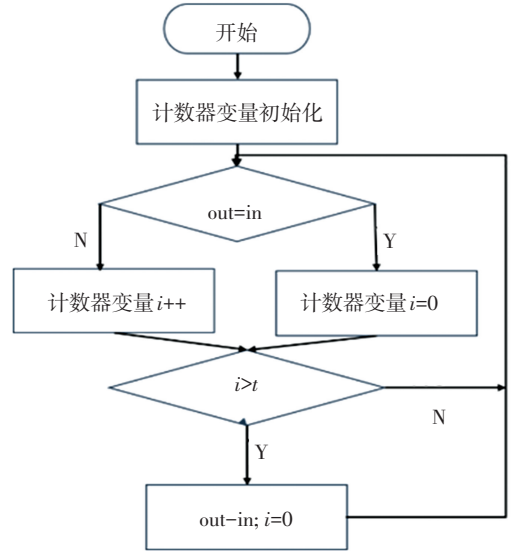 开始
计数器变量初始化
out=in
N
Y
计数器变量i++
计数器变量i=0
i>t
N
Y
out-in; i=0